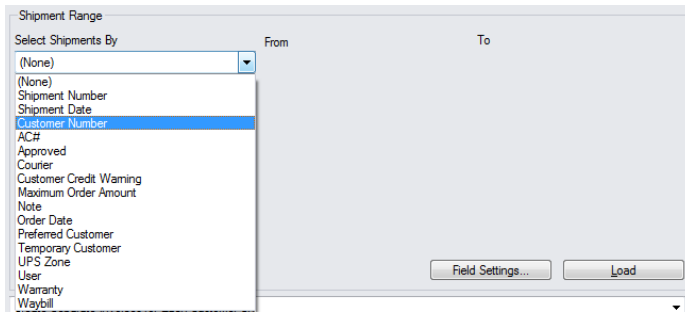 Shipment Range
Select Shipments By From To
(None)
(None)
Shipment Number
Shipment Date
Customer Number
AC#
Approved
Courier
Customer Credit Warning
Maximum Order Amount
Note
Order Date
Preferred Customer
Temporary Customer
UPS Zone
User
Warranty
Waybill
Field Settings... Load